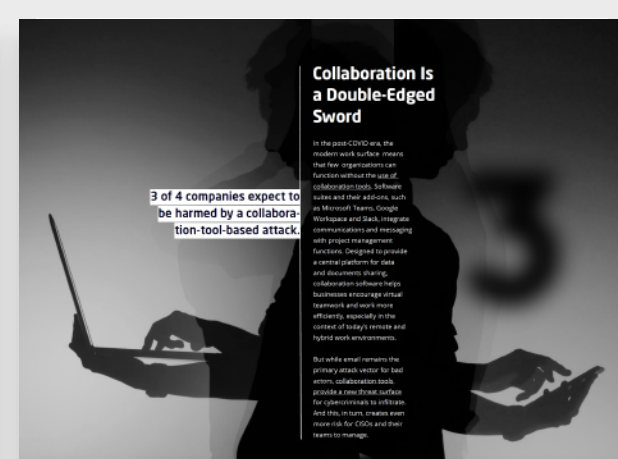 Collaboration Is
a Double-Edged
Sword
3 of 4 companies expect to
be harmed by a collabora-
tion-tool-based attack.
In the post-COVID era, the
modern work surface means
that few organizations can
function without the use of
collaboration tools. Software
suites and their add-ons, such
as Microsoft Teams, Google
Workspace and Slack, integrate
communications and messaging
with project management
functions. Designed to provide
a central platform for data
and documents sharing,
collaboration software helps
businesses encourage virtual
teamwork and work more
efficiently, especially in the
context of today's remote and
hybrid work environments.
But while email remains the
primary attack vector for bad
actors, collaboration tools
provide a new threat surface
for cybercriminals to infiltrate.
And this, in turn, creates even
more risk for CISOs and their
teams to manage.
3